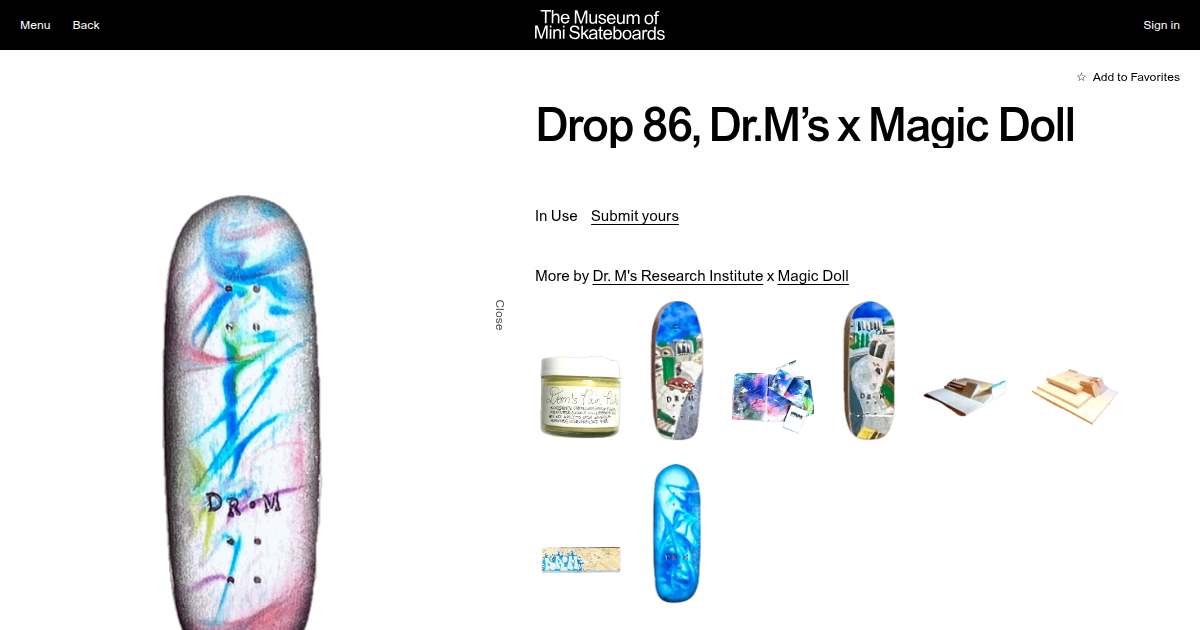 Menu
Back
The Museum of
Mini Skateboards
Sign in
☆ Add to Favorites
Drop 86, Dr.M’s x Magic Doll
In Use
Submit yours
More by Dr. M's Research Institute x Magic Doll
Close
DR•M